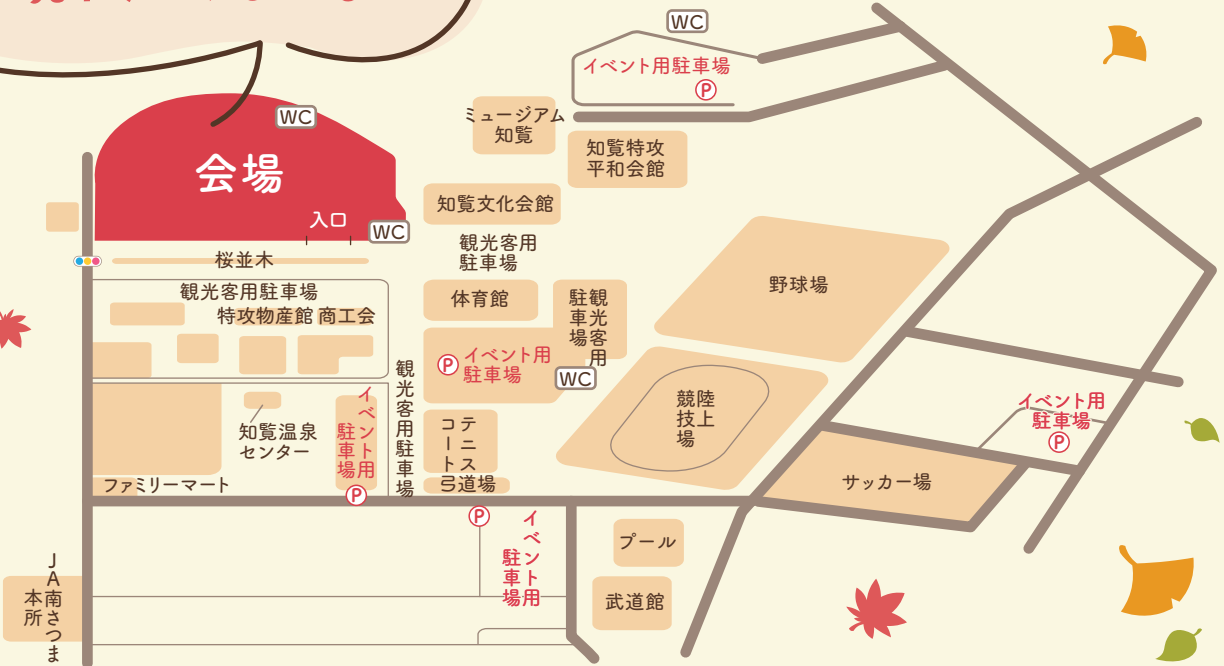 WC
イベント用駐車場
P
ミュージアム
知覧
知覧特攻
平和会館
WC
会場
入口
WC
知覧文化会館
観光客用
駐車場
桜並木
観光客用駐車場
特攻物産館
商工会
体育館
観光客用
駐車場
野球場
P
イベント用
駐車場
WC
陸上
競技場
観光客用駐車場
イベント用
駐車場
P
知覧温泉
センター
テニス
コート
弓道場
ファミリーマート
イベント用
駐車場
P
サッカー場
P
イベント用
駐車場
プール
武道館
JA南さつま
本所